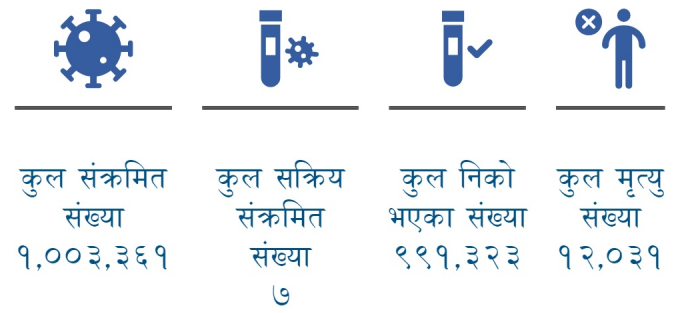 कुल संक्रमित
संख्या
१,००३,३६१
कुल सक्रिय
संक्रमित
संख्या
७
कुल निको
भएका संख्या
९९१,३२३
कुल मृत्यु
संख्या
१२,०३१